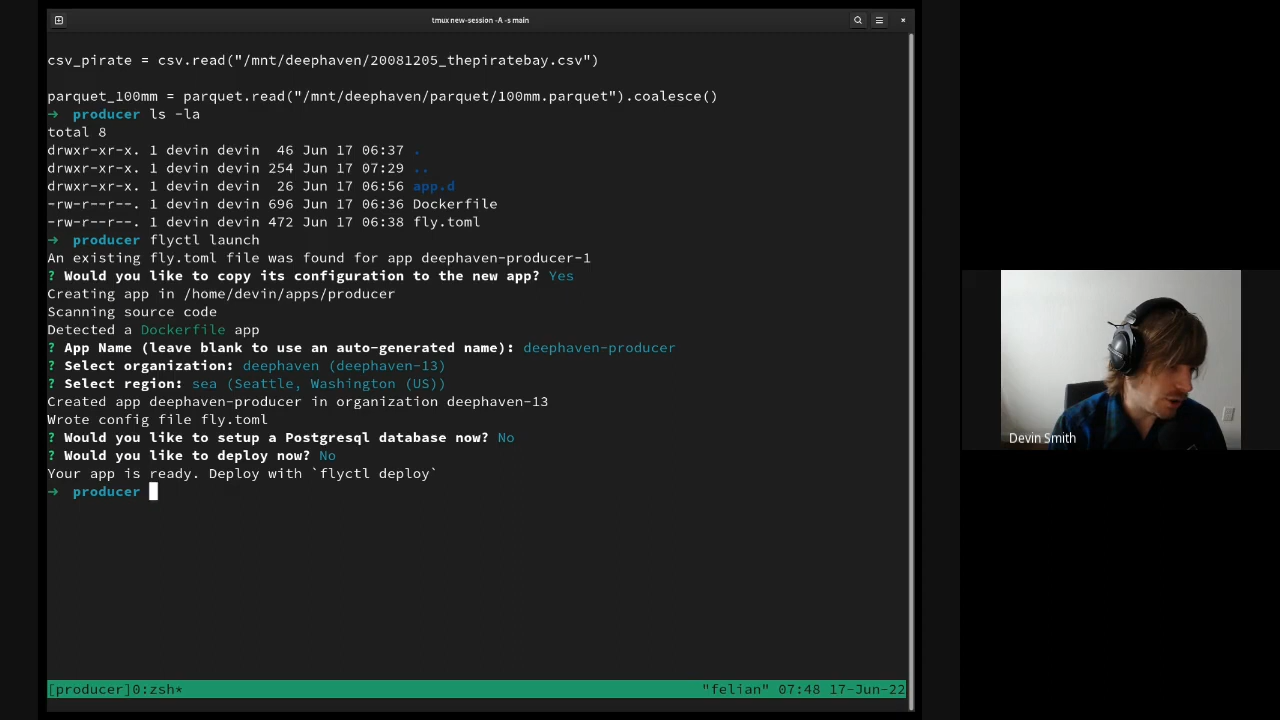 tmux new-session -A -s main
csv_pirate = csv.read("/mnt/deephaven/20081205_thepiratebay.csv")
parquet_100mm = parquet.read("/mnt/deephaven/parquet/100mm.parquet").coalesce()
→ producer ls -la
total 8
drwxr-xr-x. 1 devin devin  46 Jun 17 06:37 .
drwxr-xr-x. 1 devin devin 254 Jun 17 07:29 ..
drwxr-xr-x. 1 devin devin  26 Jun 17 06:56 app.d
-rw-r--r--. 1 devin devin 696 Jun 17 06:36 Dockerfile
-rw-r--r--. 1 devin devin 472 Jun 17 06:38 fly.toml
→ producer flyctl launch
An existing fly.toml file was found for app deephaven-producer-1
? Would you like to copy its configuration to the new app? Yes
Creating app in /home/devin/apps/producer
Scanning source code
Detected a Dockerfile app
? App Name (leave blank to use an auto-generated name): deephaven-producer
? Select organization: deephaven (deephaven-13)
? Select region: sea (Seattle, Washington (US))
Created app deephaven-producer in organization deephaven-13
Wrote config file fly.toml
? Would you like to setup a Postgresql database now? No
? Would you like to deploy now? No
Your app is ready. Deploy with `flyctl deploy`
→ producer
[producer]0:zsh* "felian" 07:48 17-Jun-22
Devin Smith